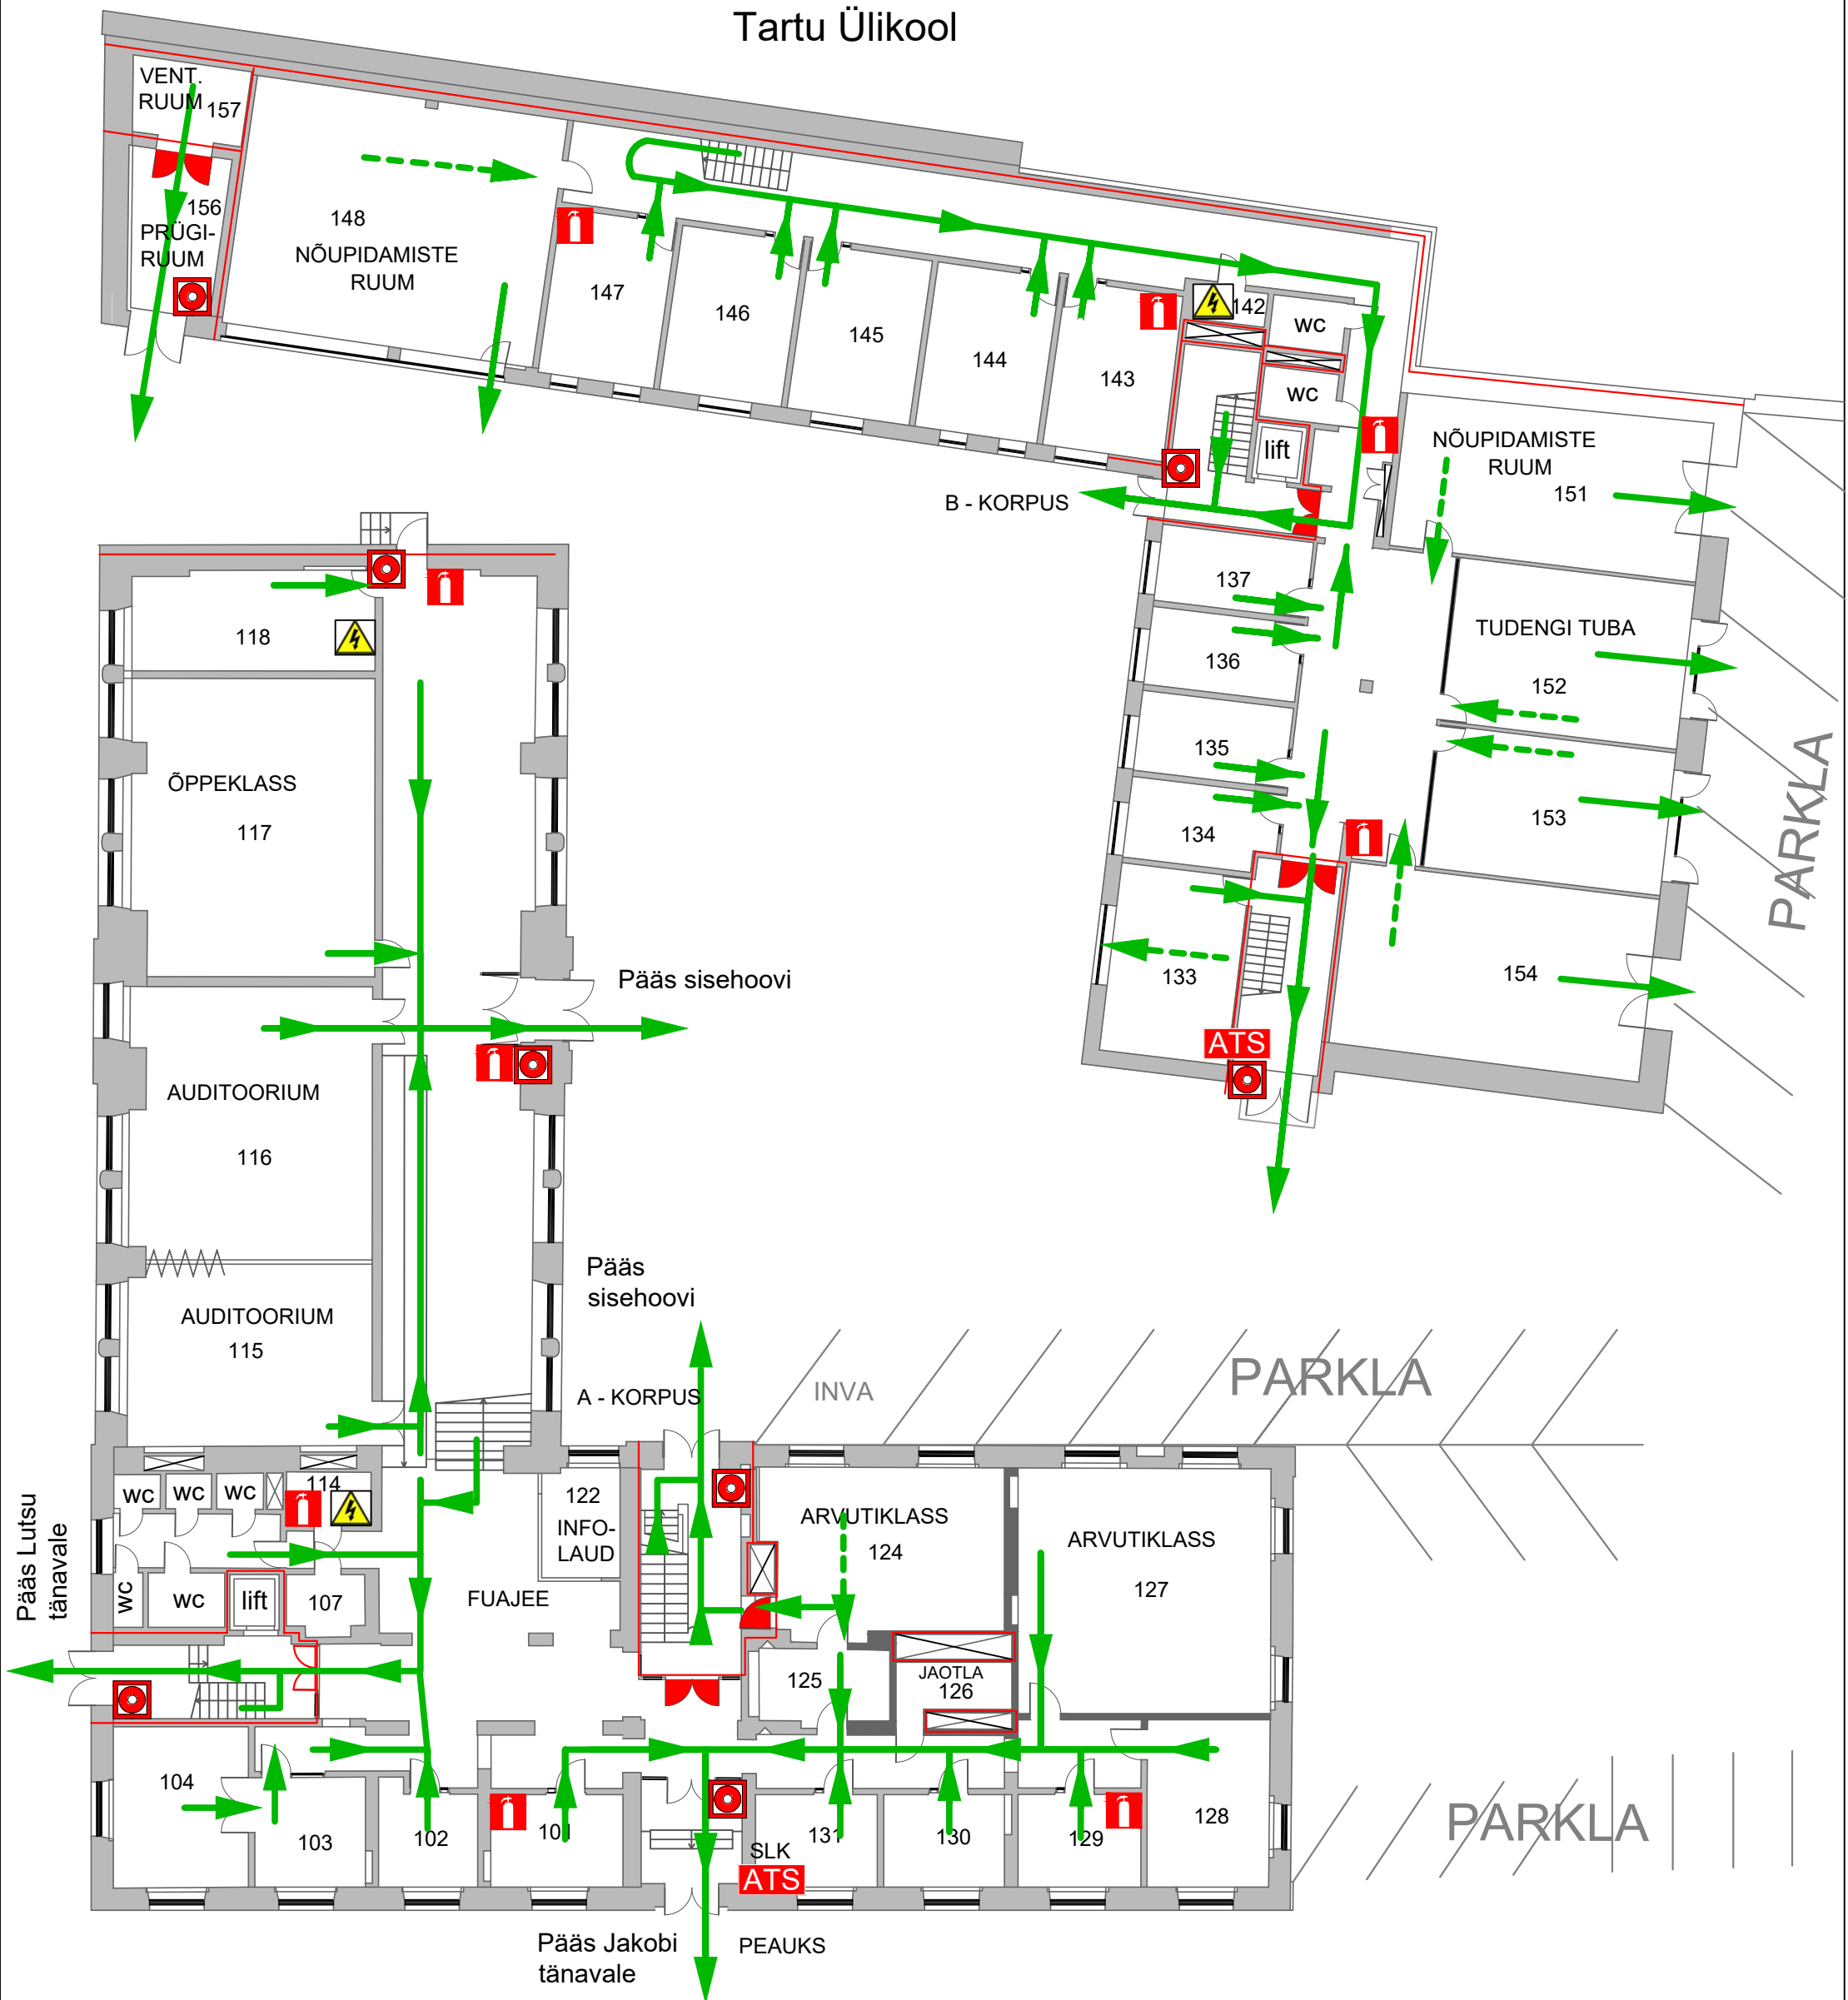 Tartu Ülikool
VENT.
RUUM 157
156
PRÜGI-
RUUM
148
NÕUPIDAMISTE
RUUM
147
146
145
144
143
142
wc
wc
lift
NÕUPIDAMISTE
RUUM
151
B - KORPUS
137
136
135
134
133
TUDENGI TUBA
152
153
154
PARKLA
ATS
118
ÕPPEKLASS
117
Pääs sisehoovi
AUDITOORIUM
116
AUDITOORIUM
115
Pääs
sisehoovi
A - KORPUS
INVA
PARKLA
114
wc
wc
wc
wc
wc
lift
107
Pääs Lutsu
tänavale
122
INFO-
LAUD
FUAJEE
ARVUTIKLASS
124
ARVUTIKLASS
127
125
JAOTLA
126
104
103
102
101
131
130
129
128
SLK
ATS
PARKLA
Pääs Jakobi
tänavale
PEAUKS